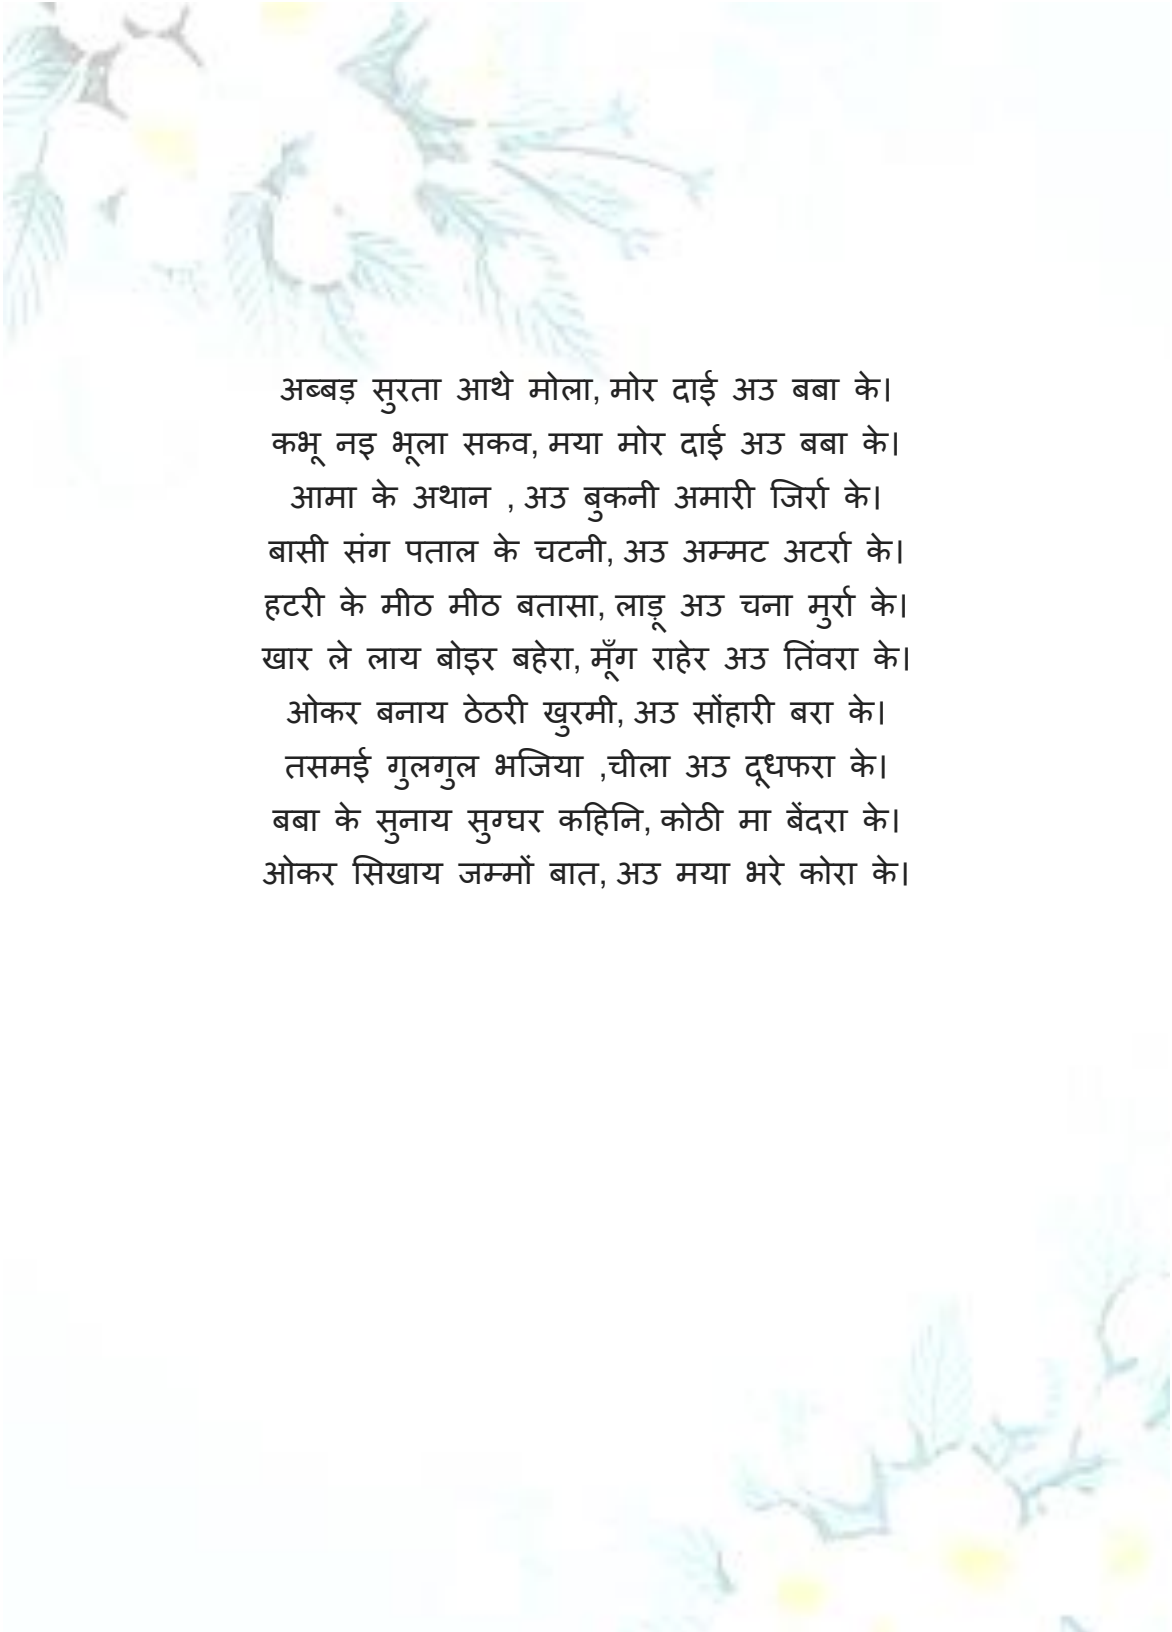 अब्बड़ सुरता आथे मोला, मोर दाई अउ बबा के।
कभू नइ भूला सकव, मया मोर दाई अउ बबा के।
आमा के अथान , अउ बुकनी अमारी जिर्रा के।
बासी संग पताल के चटनी, अउ अम्मट अटर्रा के।
हटरी के मीठ मीठ बतासा, लाड़ू अउ चना मुर्रा के।
खार ले लाय बोइर बहेरा, मूँग राहेर अउ तिंवरा के।
ओकर बनाय ठेठरी खुरमी, अउ सोंहारी बरा के।
तसमई गुलगुल भजिया ,चीला अउ दूधफरा के।
बबा के सुनाय सुग्घर कहिनि, कोठी मा बेंदरा के।
ओकर सिखाय जम्मों बात, अउ मया भरे कोरा के।